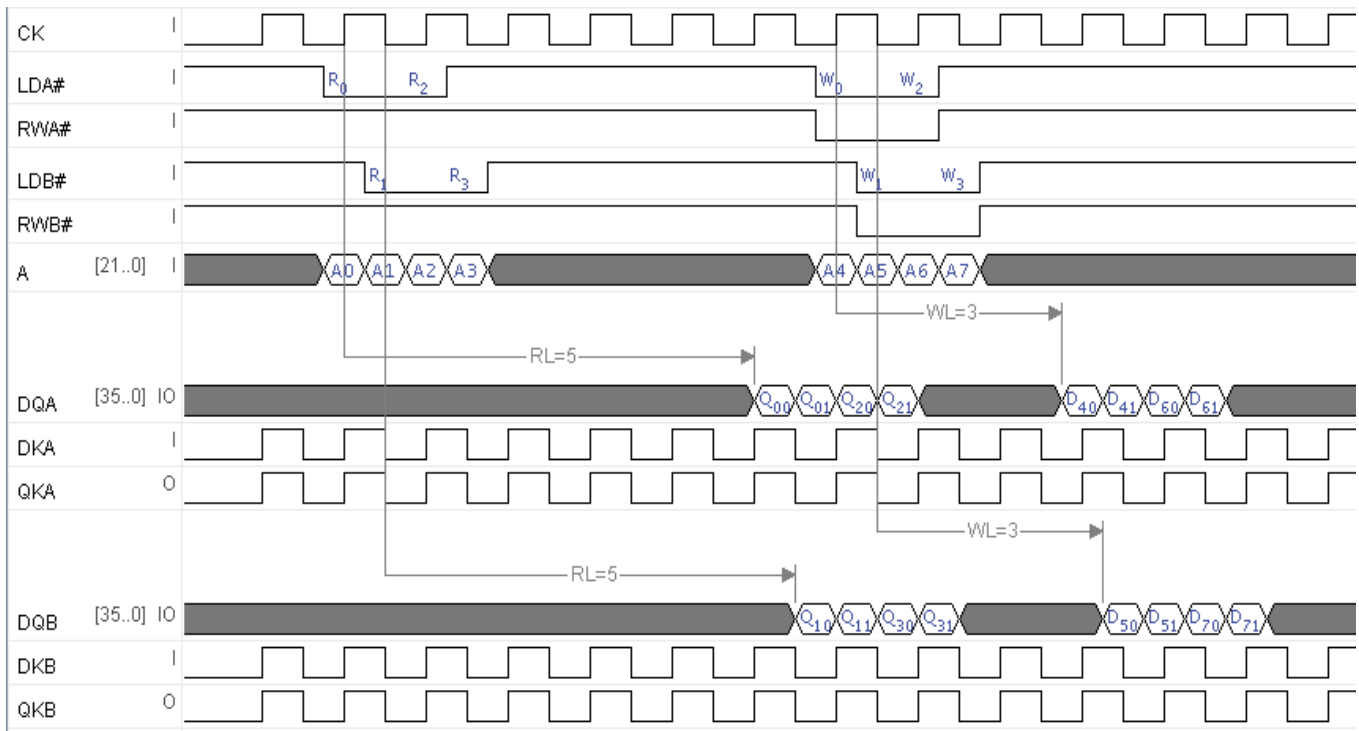 CK I
LDA# I R0 R2 W0 W2
RWA# I
LDB# I R1 R3 W1 W3
RWB# I
A [21..0] I A0 A1 A2 A3 A4 A5 A6 A7
WL=3
RL=5
DQA [35..0] IO Q00 Q01 Q20 Q21 D40 D41 D60 D61
DKA I
QKA O
WL=3
RL=5
DQB [35..0] IO Q10 Q11 Q30 Q31 D50 D51 D70 D71
DKB I
QKB O